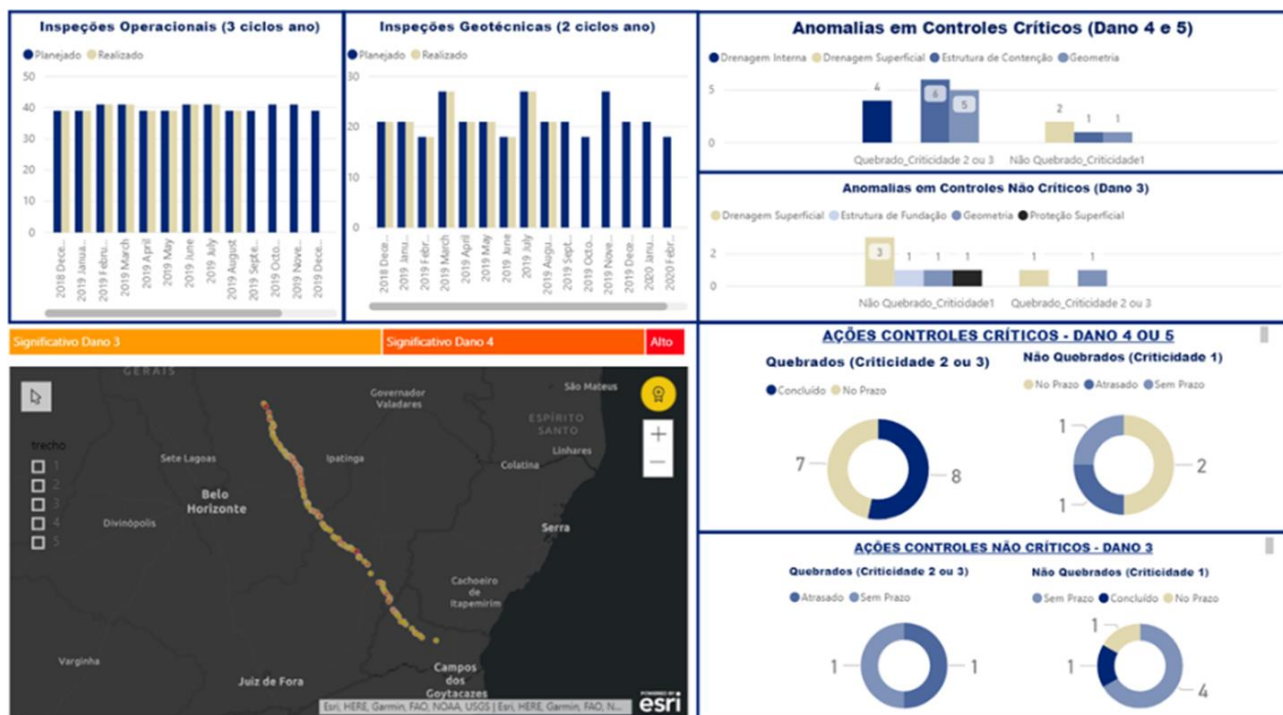 Inspeções Operacionais (3 ciclos ano)
Planejado Realizado
50
40
30
20
10
0
2018 Dece...
2019 Janua...
2019 Febru...
2019 March
2019 April
2019 May
2019 June
2019 July
2019 August
2019 Septe...
2019 Octo...
2019 Nove...
2019 Dece...
Inspeções Geotécnicas (2 ciclos ano)
Planejado Realizado
30
20
10
0
2018 Dece...
2019 Janu...
2019 Febr...
2019 March
2019 April
2019 May
2019 June
2019 July
2019 Augu...
2019 Sept...
2019 Octo...
2019 Nove...
2019 Dece...
2020 Janu...
2020 Febr...
Anomalias em Controles Críticos (Dano 4 e 5)
Drenagem Interna Drenagem Superficial Estrutura de Contenção Geometria
5
0
4
6
5
2
1
1
Quebrado_Criticidade 2 ou 3
Não Quebrado_Criticidade1
Anomalias em Controles Não Críticos (Dano 3)
Drenagem Superficial Estrutura de Fundação Geometria Proteção Superficial
2
0
3
1
1
1
1
1
Não Quebrado_Criticidade1
Quebrado_Criticidade 2 ou 3
Significativo Dano 3
Significativo Dano 4
Alto
GERAIS
São Mateus
Governador
Valadares
ESPÍRITO
SANTO
Linhares
Colatina
Sete Lagoas
Ipatinga
Belo
Horizonte
Divinópolis
Serra
Cachoeiro
de
Itapemirim
Varginha
Juiz de Fora
Campos
dos
Goytacazes
trecho
1
2
3
4
5
Esri, HERE, Garmin, FAO, NOAA, USGS | Esri, HERE, Garmin, FAO, N...
POWERED BY
esri
AÇÕES CONTROLES CRÍTICOS - DANO 4 OU 5
Quebrados (Criticidade 2 ou 3)
Concluído No Prazo
7
8
Não Quebrados (Criticidade 1)
No Prazo Atrasado Sem Prazo
1
1
2
AÇÕES CONTROLES NÃO CRÍTICOS - DANO 3
Quebrados (Criticidade 2 ou 3)
Atrasado Sem Prazo
1
1
Não Quebrados (Criticidade 1)
Sem Prazo Concluído No Prazo
1
1
4